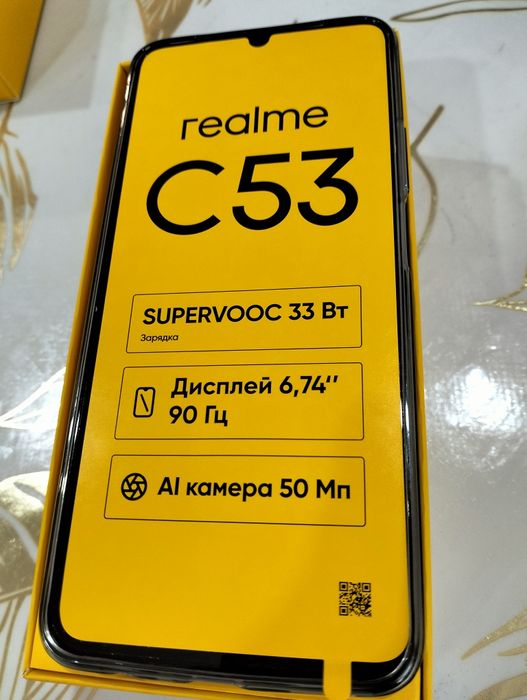 realme
C53
SUPERVOOC 33 Вт
Зарядка
Дисплей 6,74’’
90 Гц
AI камера 50 Мп